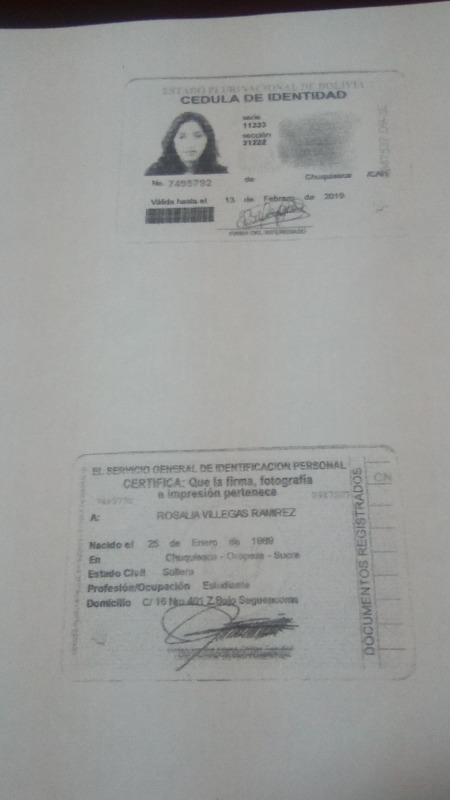 ESTADO PLURINACIONAL DE BOLIVIA
CEDULA DE IDENTIDAD
serie
11223
sección
21222
No. 7495792 de Chuquisaca
Válida hasta el 13 de Febrero de 2019
FIRMA DEL INTERESADO
EL SERVICIO GENERAL DE IDENTIFICACION PERSONAL
CERTIFICA: Que la firma, fotografía
e impresión pertenece
A: ROSALIA VILLEGAS RAMIREZ
Nacido el 25 de Enero de 1989
En Chuquisaca - Oropeza - Sucre
Estado Civil Soltera
Profesión/Ocupación Estudiante
Domicilio C/ 16 Nro 401 Z Bajo Seguencoma
DOCUMENTOS REGISTRADOS
CN